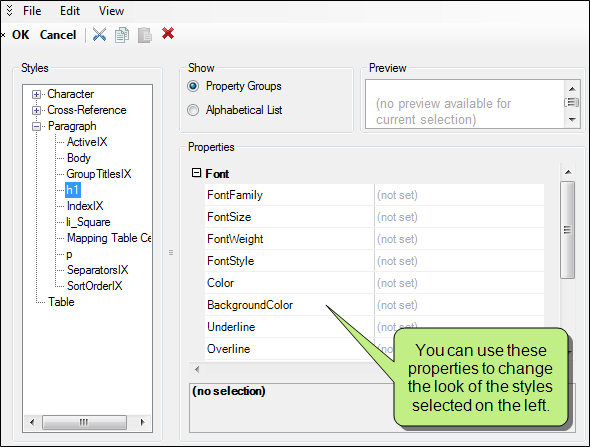 File Edit View
OK Cancel
Styles
Character
Cross-Reference
Paragraph
ActiveIX
Body
GroupTitlesIX
h1
IndexIX
li_Square
Mapping Table Ce
p
SeparatorsIX
SortOrderIX
Table
Show
Property Groups
Alphabetical List
Preview
(no preview available for
current selection)
Properties
Font
FontFamily (not set)
FontSize (not set)
FontWeight (not set)
FontStyle (not set)
Color (not set)
BackgroundColor (not set)
Underline (not set)
Overline (not set)
(no selection)
You can use these
properties to change
the look of the styles
selected on the left.